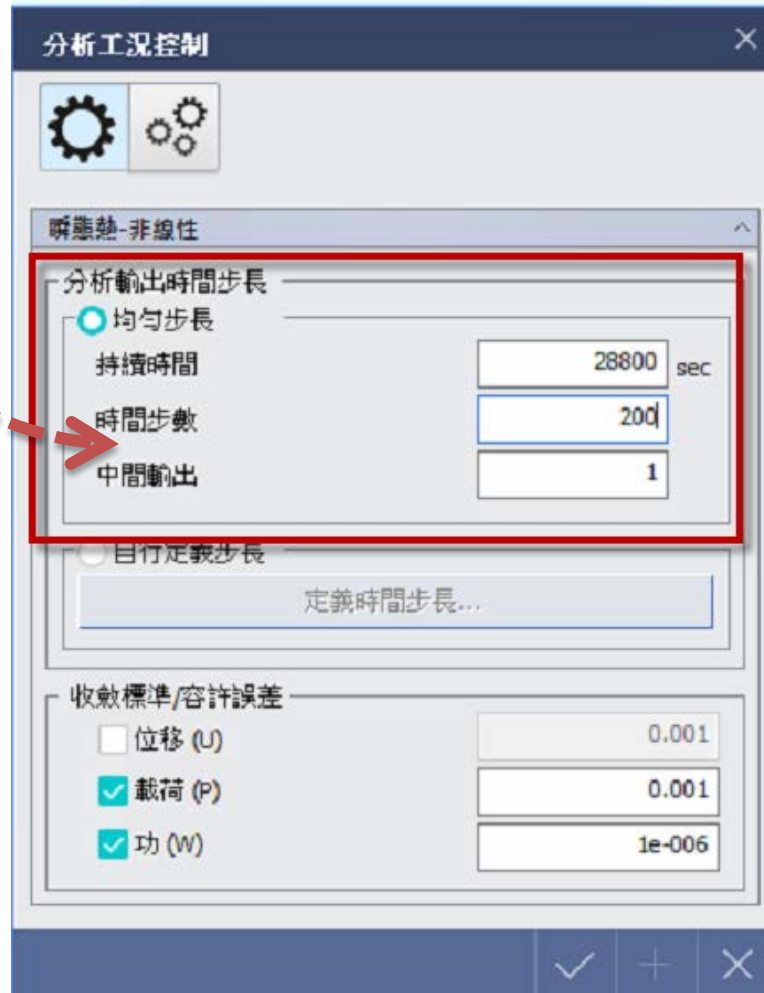 分析工況控制
瞬態熱-非線性
分析輸出時間步長
均勻步長
持續時間 28800 sec
時間步數 200
中間輸出 1
自行定義步長
定義時間步長...
收斂標準/容許誤差
位移 (U) 0.001
載荷 (P) 0.001
功 (W) 1e-006